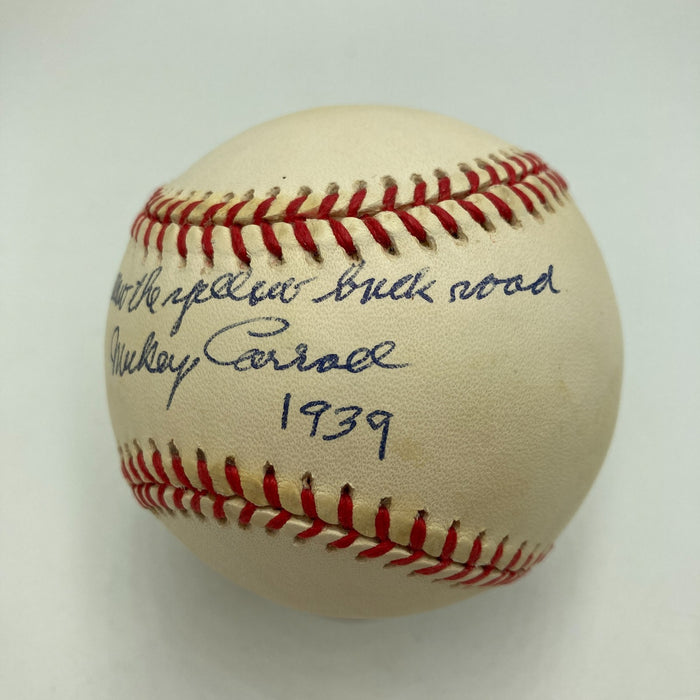 the yellow brick road
Mickey Carroll
1939